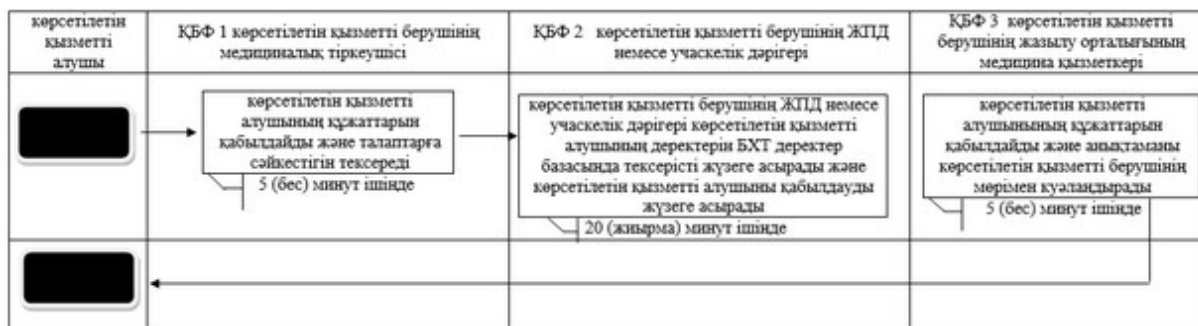 көрсетілетін
қызметті
алушы
ҚБФ 1 көрсетілетін қызметті берушінің
медициналық тіркеушісі
ҚБФ 2 көрсетілетін қызметті берушінің ЖПД
немесе учаскелік дәрігері
ҚБФ 3 көрсетілетін қызметті
берушінің жазылу орталығының
медицина қызметкері
көрсетілетін қызметті
алушының құжаттарын
қабылдайды және талаптарға
сәйкестігін тексереді
5 (бес) минут ішінде
көрсетілетін қызметті берушінің ЖПД немесе
учаскелік дәрігері көрсетілетін қызметті
алушының деректерін БХТ деректер
базасында тексерісті жүзеге асырады және
көрсетілетін қызметті алушыны қабылдауды
жүзеге асырады
20 (жиырма) минут ішінде
көрсетілетін қызметті
алушынының құжаттарын
қабылдайды және анықтаманы
көрсетілетін қызметті берушінің
мөрімен куәландырады
5 (бес) минут ішінде